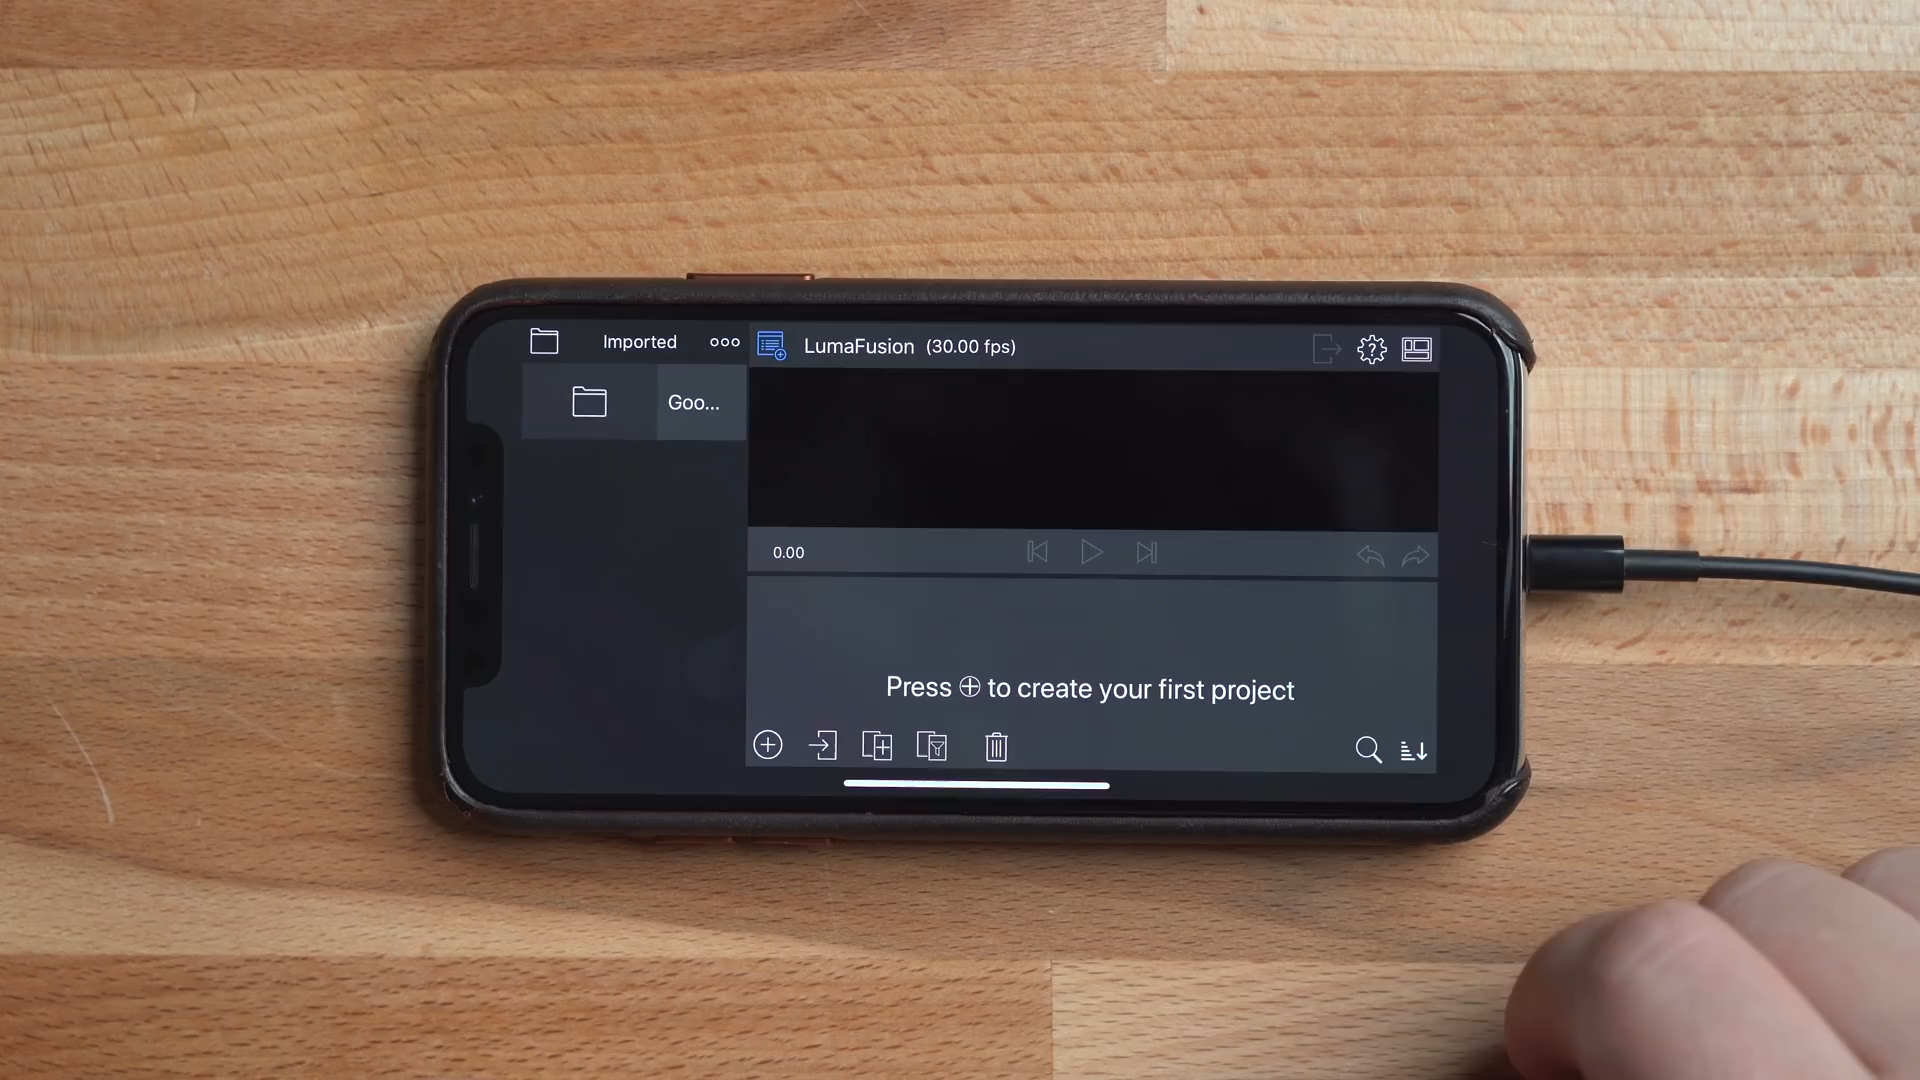 Imported
LumaFusion (30.00 fps)
Goo...
0.00
Press ⊕ to create your first project